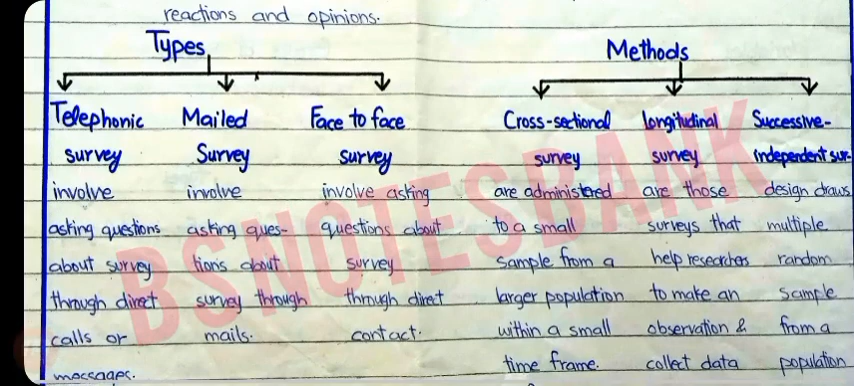 reactions and opinions.
Types
Telephonic
survey
involve
asking questions
about survey
through direct
calls or
messages.
Mailed
Survey
involve
asking ques-
tions about
survey through
mails.
Face to face
survey
involve asking
questions about
survey
through direct
contact.
Methods
Cross-sectional
survey
are administered
to a small
sample from a
larger population
within a small
time frame.
longitudinal
survey
are those
surveys that
help researchers
to make an
observation &
collect data
Successive-
independent sur-
design draws
multiple
random
sample
from a
population
BSNOTESBANK